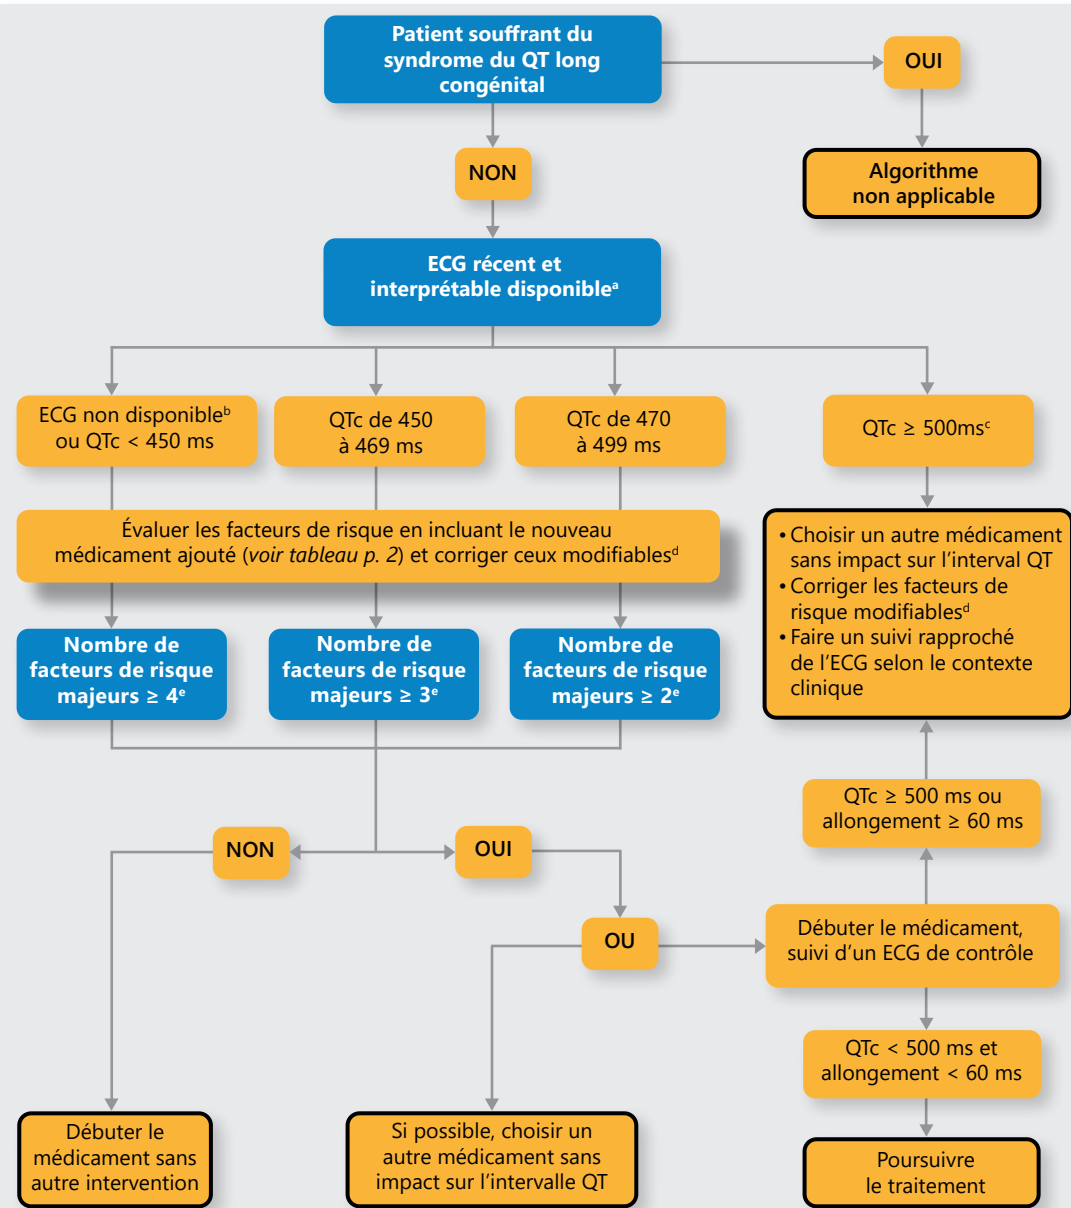 Patient souffrant du
syndrome du QT long
congénital
OUI
NON
Algorithme
non applicable
ECG récent et
interprétable disponibleᵃ
ECG non disponibleᵇ
ou QTc < 450 ms
QTc de 450
à 469 ms
QTc de 470
à 499 ms
QTc ≥ 500msᶜ
Évaluer les facteurs de risque en incluant le nouveau
médicament ajouté (voir tableau p. 2) et corriger ceux modifiablesᵈ
• Choisir un autre médicament
sans impact sur l'interval QT
• Corriger les facteurs de
risque modifiablesᵈ
• Faire un suivi rapproché
de l'ECG selon le contexte
clinique
Nombre de
facteurs de risque
majeurs ≥ 4ᵉ
Nombre de
facteurs de risque
majeurs ≥ 3ᵉ
Nombre de
facteurs de risque
majeurs ≥ 2ᵉ
QTc ≥ 500 ms ou
allongement ≥ 60 ms
NON
OUI
OU
Débuter le médicament,
suivi d'un ECG de contrôle
QTc < 500 ms et
allongement < 60 ms
Débuter le
médicament sans
autre intervention
Si possible, choisir un
autre médicament sans
impact sur l'intervalle QT
Poursuivre
le traitement